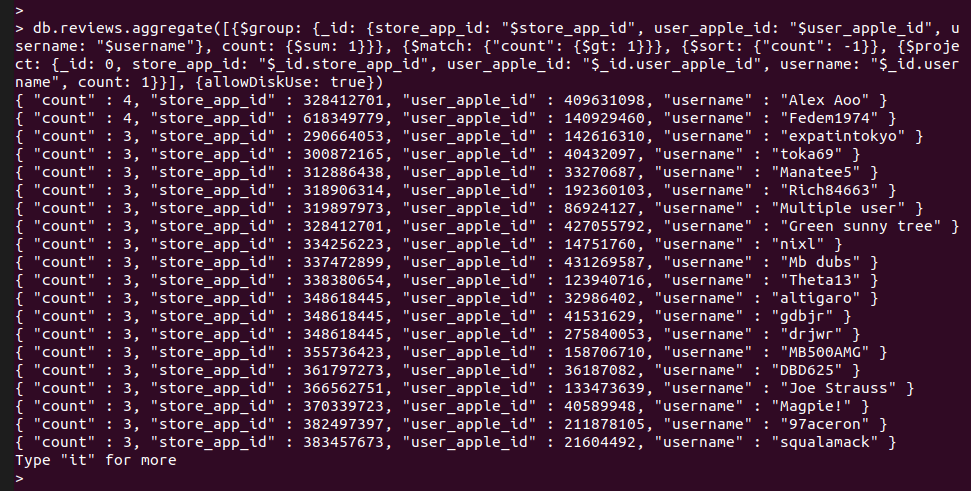 >
> db.reviews.aggregate([{$group: {_id: {store_app_id: "$store_app_id", user_apple_id: "$user_apple_id", u
sername: "$username"}, count: {$sum: 1}}}, {$match: {"count": {$gt: 1}}}, {$sort: {"count": -1}}, {$proje
ct: {_id: 0, store_app_id: "$_id.store_app_id", user_apple_id: "$_id.user_apple_id", username: "$_id.user
name", count: 1}}], {allowDiskUse: true})
{ "count" : 4, "store_app_id" : 328412701, "user_apple_id" : 409631098, "username" : "Alex Aoo" }
{ "count" : 4, "store_app_id" : 618349779, "user_apple_id" : 140929460, "username" : "Fedem1974" }
{ "count" : 3, "store_app_id" : 290664053, "user_apple_id" : 142616310, "username" : "expatintokyo" }
{ "count" : 3, "store_app_id" : 300872165, "user_apple_id" : 40432097, "username" : "toka69" }
{ "count" : 3, "store_app_id" : 312886438, "user_apple_id" : 33270687, "username" : "Manatee5" }
{ "count" : 3, "store_app_id" : 318906314, "user_apple_id" : 192360103, "username" : "Rich84663" }
{ "count" : 3, "store_app_id" : 319897973, "user_apple_id" : 86924127, "username" : "Multiple user" }
{ "count" : 3, "store_app_id" : 328412701, "user_apple_id" : 427055792, "username" : "Green sunny tree" }
{ "count" : 3, "store_app_id" : 334256223, "user_apple_id" : 14751760, "username" : "nixl" }
{ "count" : 3, "store_app_id" : 337472899, "user_apple_id" : 431269587, "username" : "Mb dubs" }
{ "count" : 3, "store_app_id" : 338380654, "user_apple_id" : 123940716, "username" : "Theta13" }
{ "count" : 3, "store_app_id" : 348618445, "user_apple_id" : 32986402, "username" : "altigaro" }
{ "count" : 3, "store_app_id" : 348618445, "user_apple_id" : 41531629, "username" : "gdbjr" }
{ "count" : 3, "store_app_id" : 348618445, "user_apple_id" : 275840053, "username" : "drjwr" }
{ "count" : 3, "store_app_id" : 355736423, "user_apple_id" : 158706710, "username" : "MB500AMG" }
{ "count" : 3, "store_app_id" : 361797273, "user_apple_id" : 36187082, "username" : "DBD625" }
{ "count" : 3, "store_app_id" : 366562751, "user_apple_id" : 133473639, "username" : "Joe Strauss" }
{ "count" : 3, "store_app_id" : 370339723, "user_apple_id" : 40589948, "username" : "Magpie!" }
{ "count" : 3, "store_app_id" : 382497397, "user_apple_id" : 211878105, "username" : "97aceron" }
{ "count" : 3, "store_app_id" : 383457673, "user_apple_id" : 21604492, "username" : "squalamack" }
Type "it" for more
>